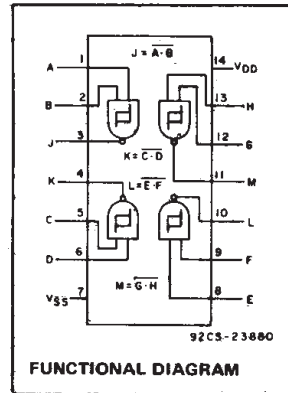 J = A·B
A 1
14 VDD
B 2
13 H
J 3
12 G
K = C·D
K 4
11 M
L = E·F
C 5
10 L
D 6
9 F
M = G·H
VSS 7
8 E
92CS-23880
FUNCTIONAL DIAGRAM